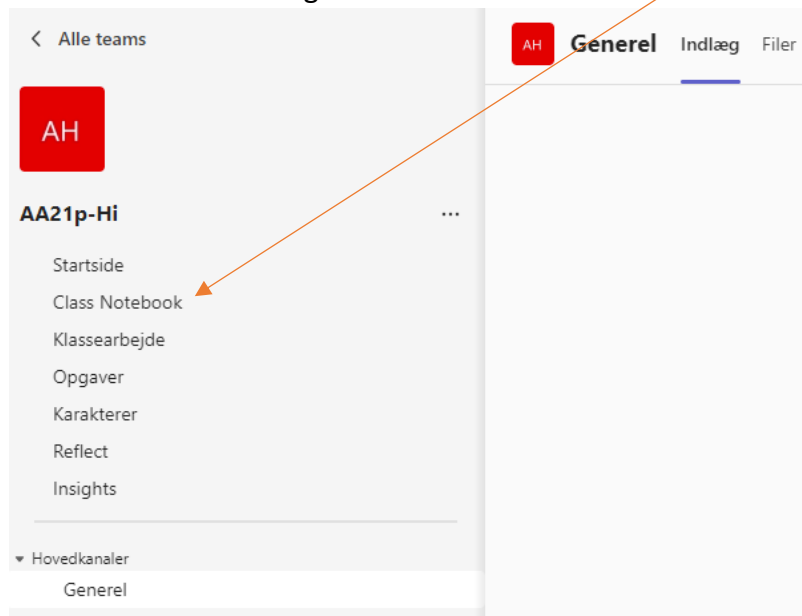 Alle teams
AH
AA21p-Hi
...
Startside
Class Notebook
Klassearbejde
Opgaver
Karakterer
Reflect
Insights
Hovedkanaler
Generel
AH Generel Indlæg Filer